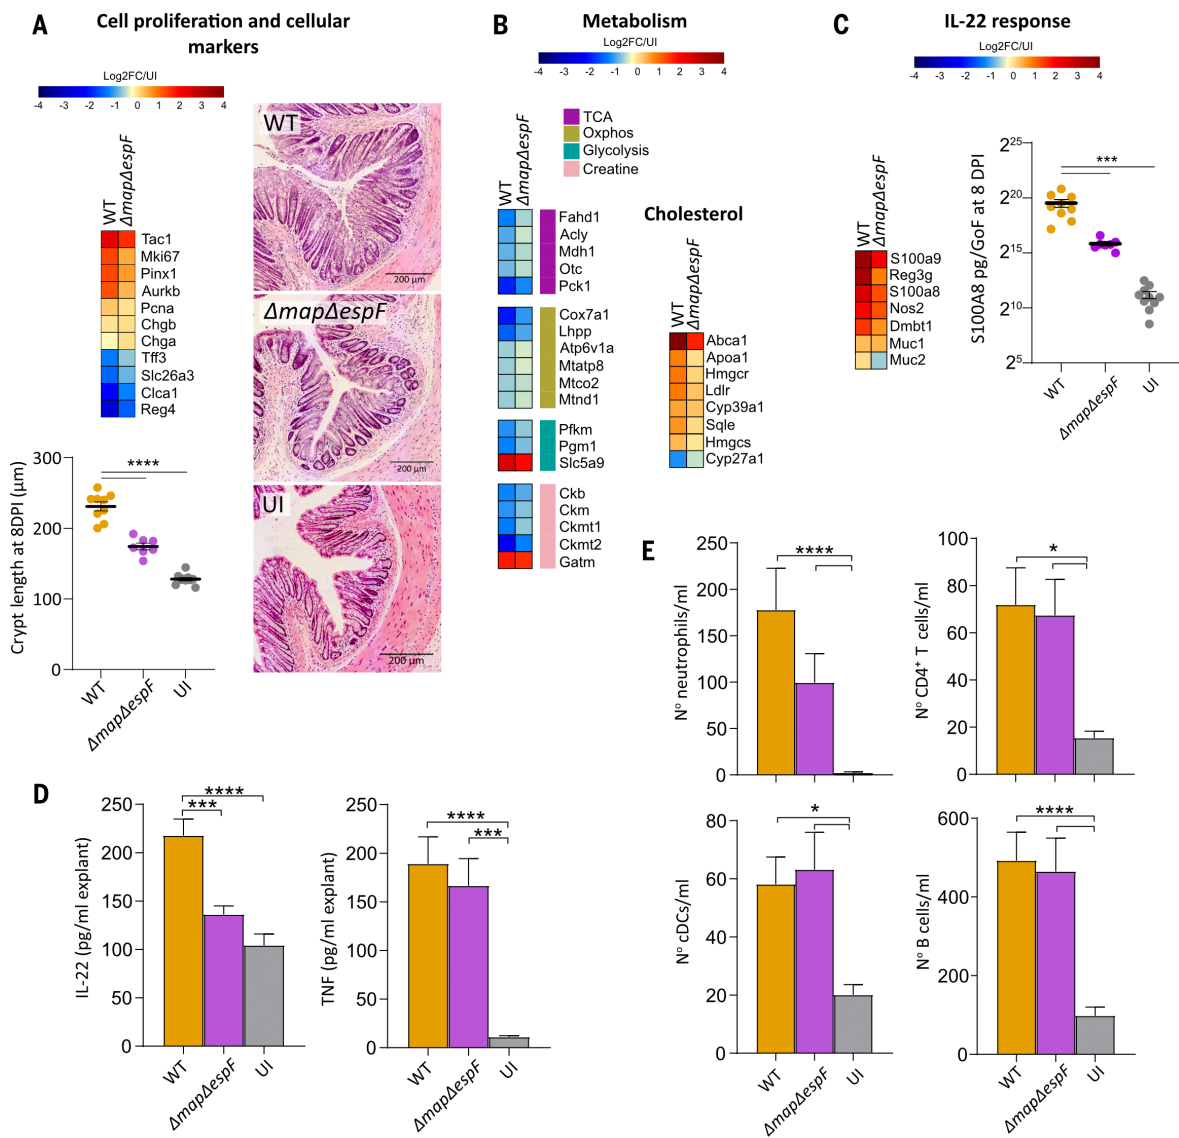 A
Cell proliferation and cellular
markers
Log2FC/UI
-4 -3 -2 -1 0 1 2 3 4
WT
ΔmapΔespF
Tac1
Mki67
Pinx1
Aurkb
Pcna
Chgb
Chga
Tff3
Slc26a3
Clca1
Reg4
WT
200 µm
ΔmapΔespF
200 µm
UI
200 µm
Crypt length at 8DPI (µm)
300
200
100
0
****
WT
ΔmapΔespF
UI
B
Metabolism
Log2FC/UI
-4 -3 -2 -1 0 1 2 3 4
TCA
Oxphos
Glycolysis
Creatine
WT
ΔmapΔespF
Fahd1
Acly
Mdh1
Otc
Pck1
Cox7a1
Lhpp
Atp6v1a
Mtatp8
Mtco2
Mtnd1
Pfkm
Pgm1
Slc5a9
Ckb
Ckm
Ckmt1
Ckmt2
Gatm
Cholesterol
WT
ΔmapΔespF
Abca1
Apoa1
Hmgcr
Ldlr
Cyp39a1
Sqle
Hmgcs
Cyp27a1
C
IL-22 response
Log2FC/UI
-4 -3 -2 -1 0 1 2 3 4
WT
ΔmapΔespF
S100a9
Reg3g
S100a8
Nos2
Dmbt1
Muc1
Muc2
S100A8 pg/GoF at 8 DPI
2^25
2^20
2^15
2^10
2^5
***
WT
ΔmapΔespF
UI
D
IL-22 (pg/ml explant)
250
200
150
100
50
0
****
***
WT
ΔmapΔespF
UI
TNF (pg/ml explant)
250
200
150
100
50
0
****
***
WT
ΔmapΔespF
UI
E
Nº neutrophils/ml
250
200
150
100
50
0
****
Nº CD4⁺ T cells/ml
100
80
60
40
20
0
*
Nº cDCs/ml
80
60
40
20
0
*
WT
ΔmapΔespF
UI
Nº B cells/ml
600
400
200
0
****
WT
ΔmapΔespF
UI